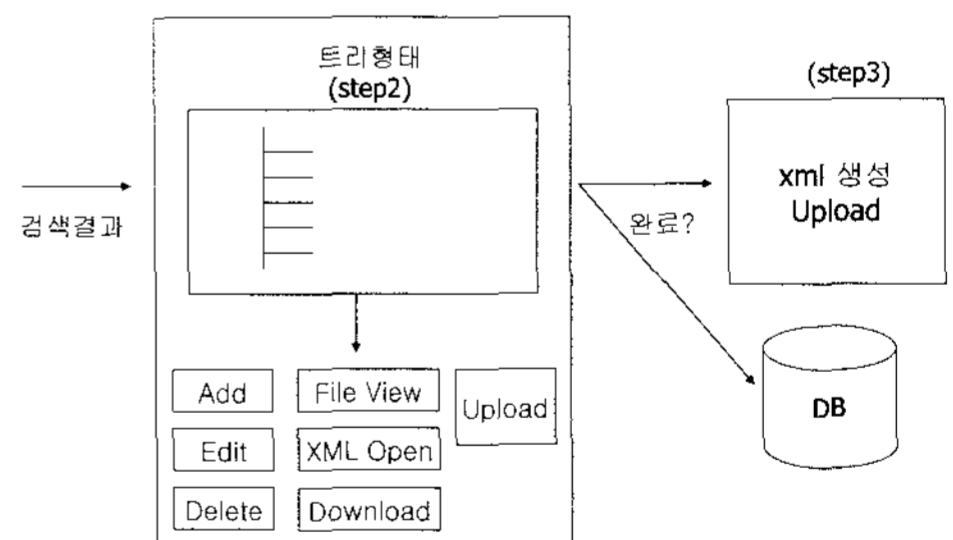 트리형태
(step2)
(step3)
xml 생성
Upload
검색결과
완료?
Add
File View
Upload
Edit
XML Open
Delete
Download
DB